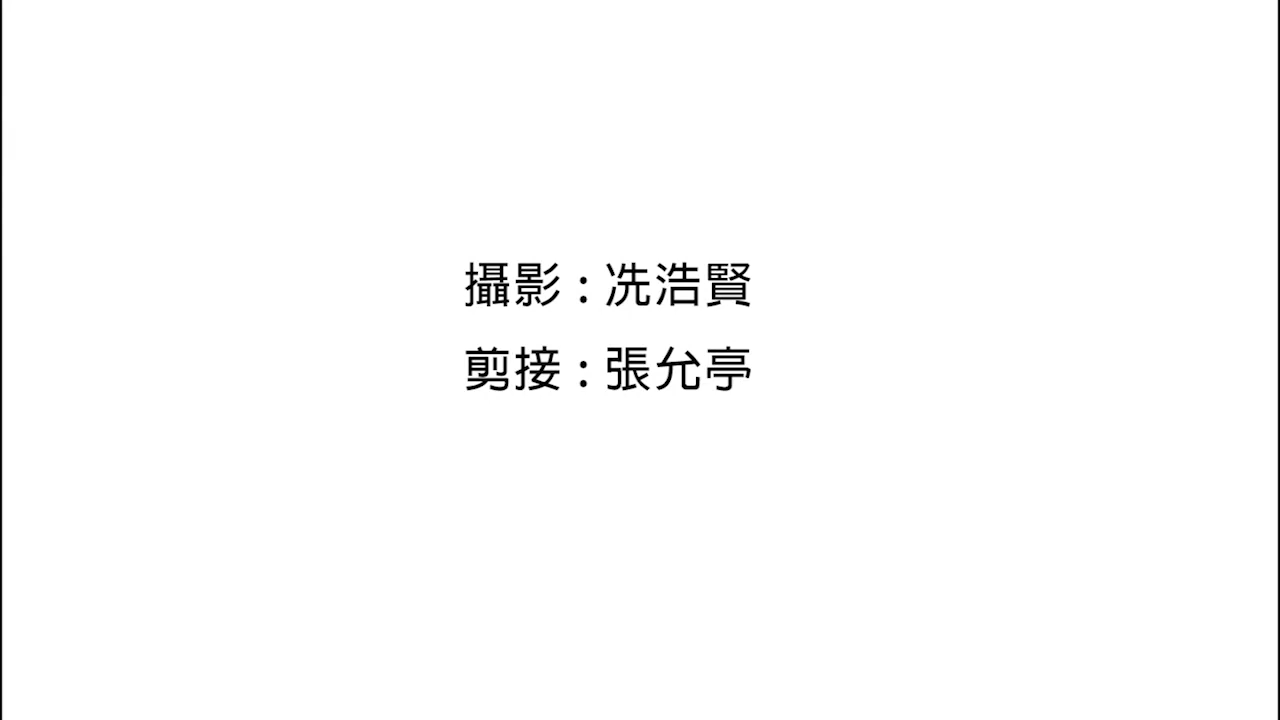 攝影 : 冼浩賢
剪接 : 張允亭